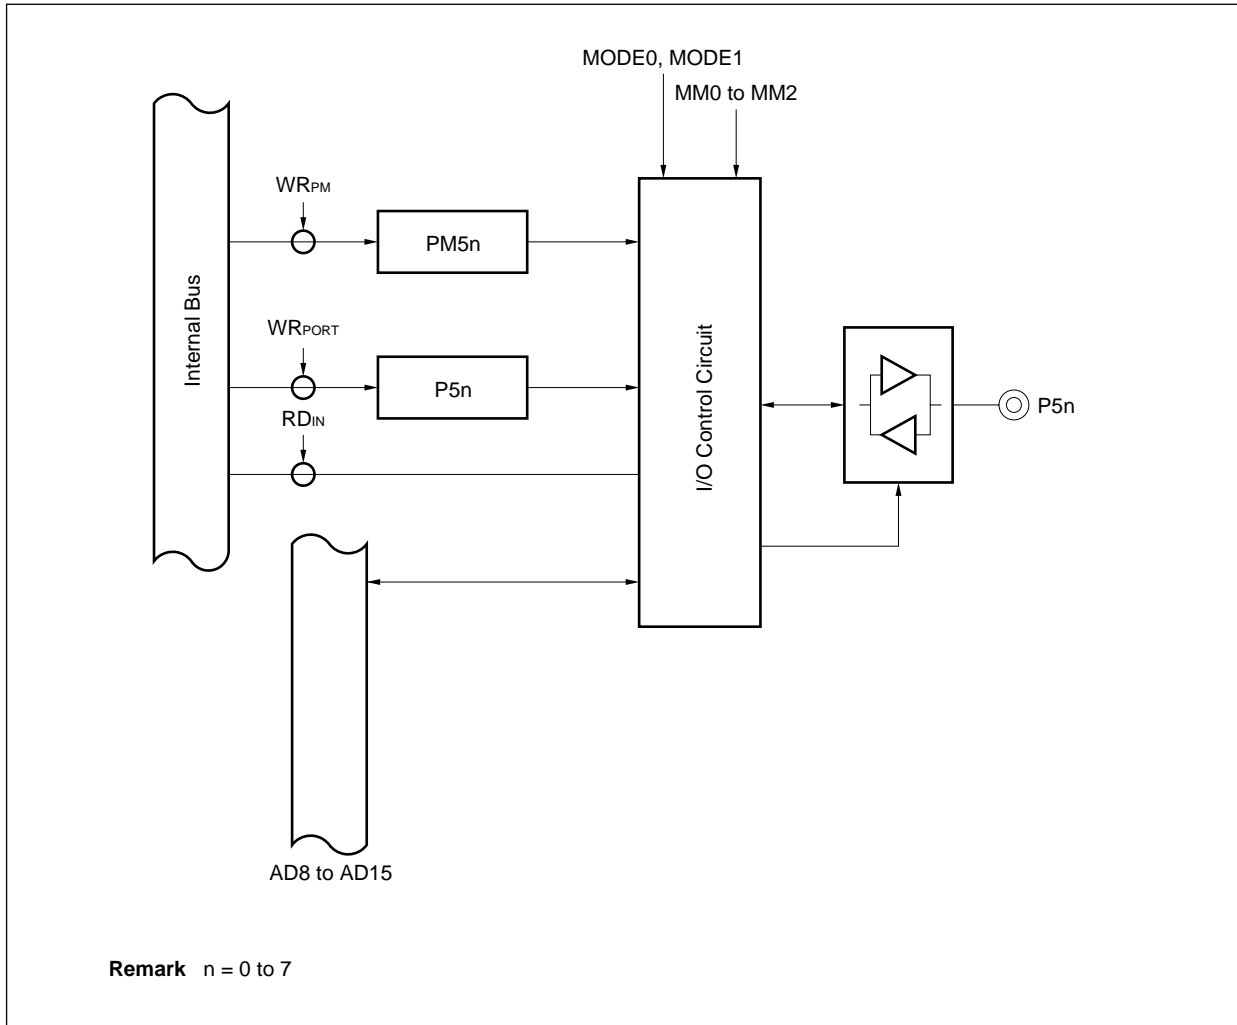 MODE0, MODE1
MM0 to MM2
WRPM
PM5n
Internal Bus
WRPORT
P5n
RDIN
I/O Control Circuit
P5n
AD8 to AD15
Remark n = 0 to 7